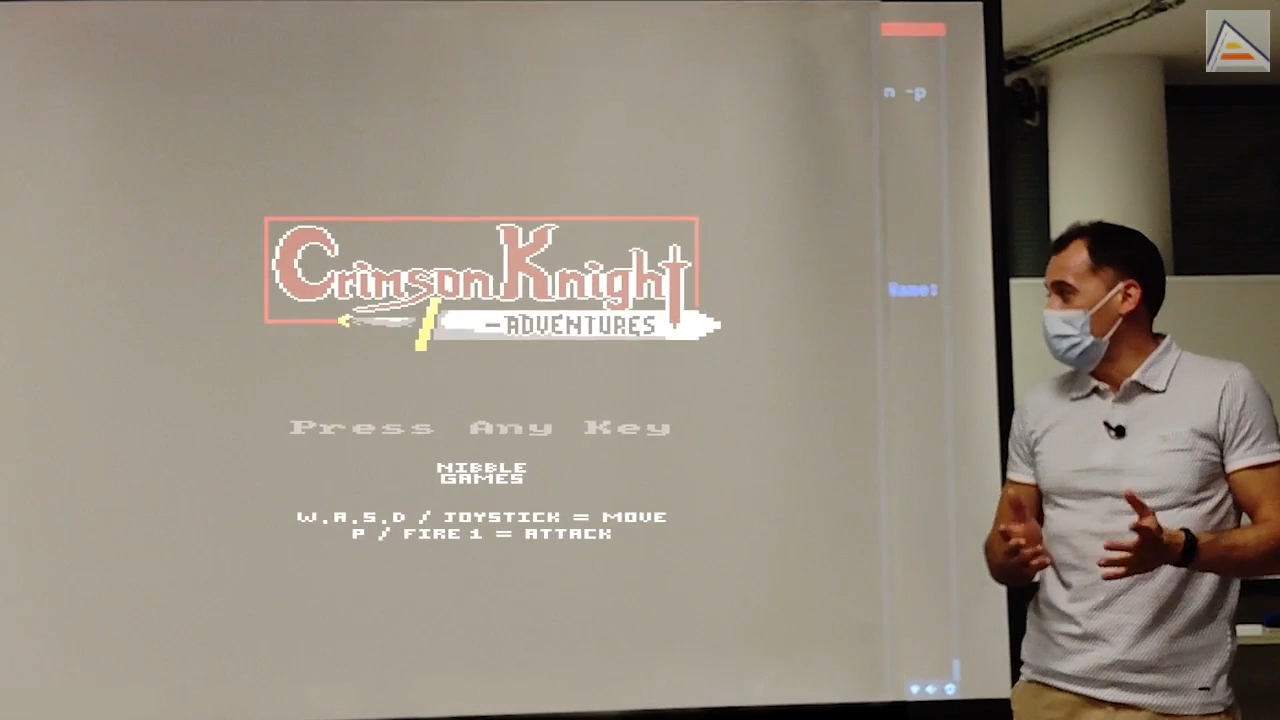 n -p
Crimson Knight
-ADVENTURES
Name:
Press Any Key
NIBBLE
GAMES
W.A.S.D / JOYSTICK = MOVE
P / FIRE 1 = ATTACK